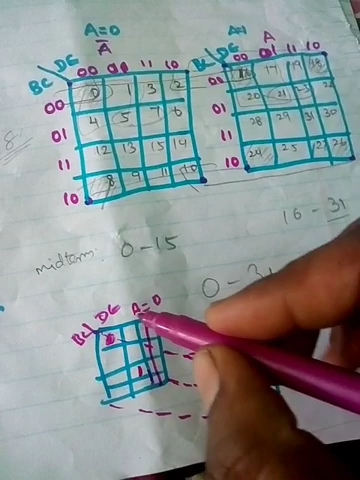 A=0
A
DE
BC
00 01 11 10
00 0 1 3 2
01 4 5 7 6
11 12 13 15 14
10 8 9 11 10
A=1
A
DE
BC
00 01 11 10
00 16 17 19 18
01 20 21 23 22
11 28 29 31 30
10 24 25 27 26
16 - 31
midterm: 0-15
0-31
A=0
DE
BC
0
1